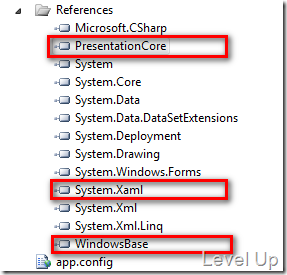 References
Microsoft.CSharp
PresentationCore
System
System.Core
System.Data
System.Data.DataSetExtensions
System.Deployment
System.Drawing
System.Windows.Forms
System.Xaml
System.Xml
System.Xml.Linq
WindowsBase
app.config
Level Up